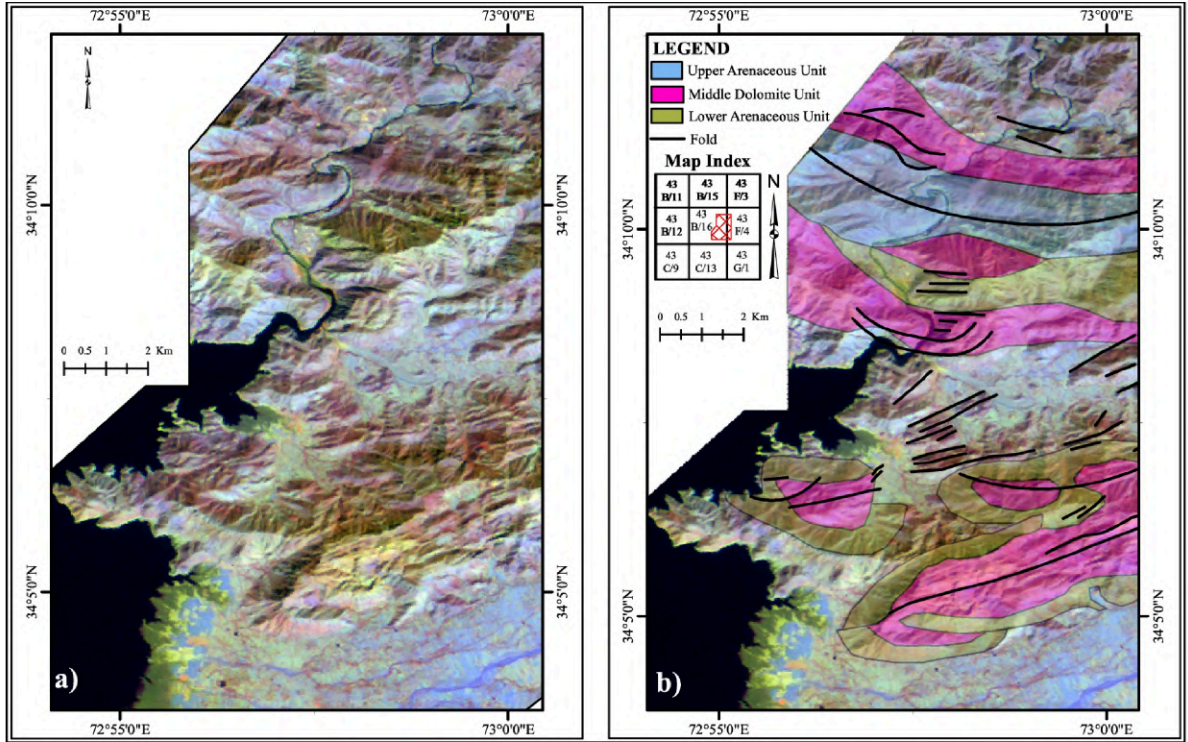 72°55'0"E 73°0'0"E
N
34°10'0"N
34°10'0"N
0 0.5 1 2 Km
34°5'0"N
34°5'0"N
a)
72°55'0"E 73°0'0"E
72°55'0"E 73°0'0"E
LEGEND
Upper Arenaceous Unit
Middle Dolomite Unit
Lower Arenaceous Unit
Fold
Map Index
N
43 B/11 43 B/15 43 F/3
43 B/12 43 B/16 43 F/4
43 C/9 43 C/13 43 G/1
34°10'0"N
34°10'0"N
0 0.5 1 2 Km
34°5'0"N
34°5'0"N
b)
72°55'0"E 73°0'0"E